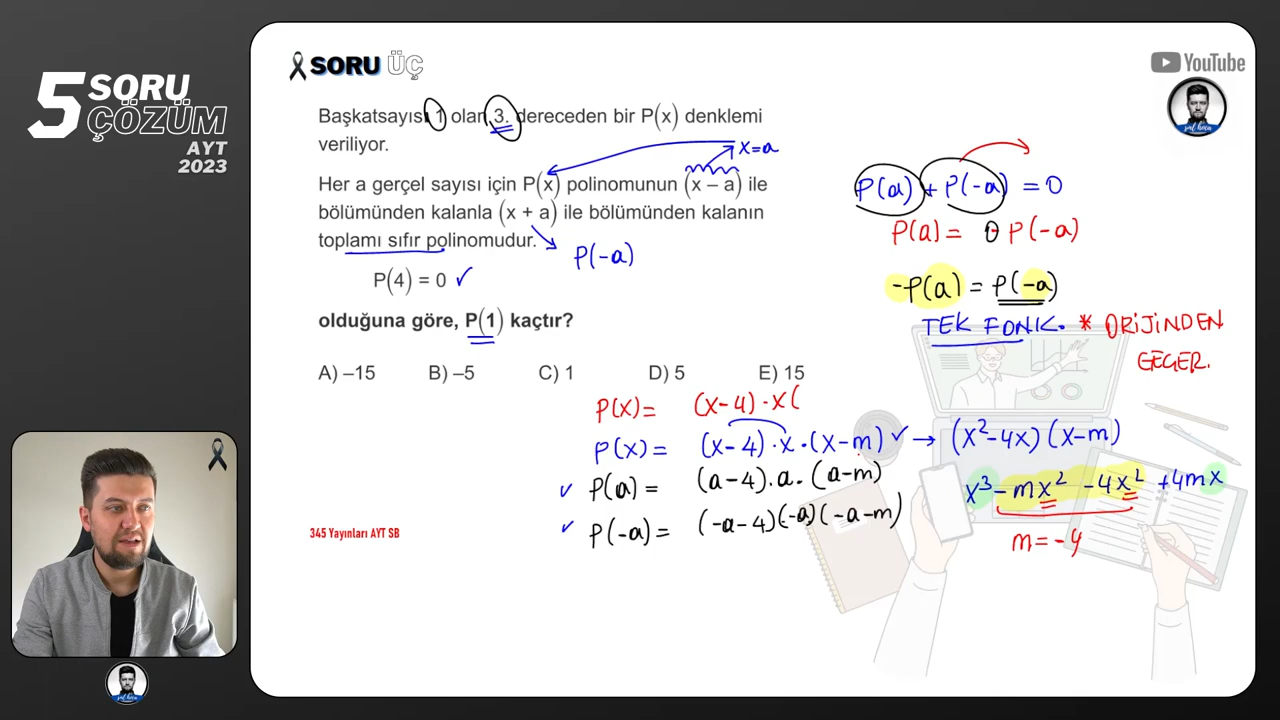 5 SORU
ÇÖZÜM
AYT
2023
SORU ÜÇ
YouTube
Başkatsayısı 1 olan, 3. dereceden bir P(x) denklemi
veriliyor.
x=a
Her a gerçel sayısı için P(x) polinomunun (x – a) ile
bölümünden kalanla (x + a) ile bölümünden kalanın
toplamı sıfır polinomudur.
P(-a)
P(4) = 0 ✓
olduğuna göre, P(1) kaçtır?
A) –15 B) –5 C) 1 D) 5 E) 15
P(a) + P(-a) = 0
P(a) = 0 - P(-a)
-P(a) = P(-a)
TEK FONK. * ORİJİNDEN
GEÇER.
P(x) = (x-4) · x (
P(x) = (x-4) · x · (x-m) ✓ → (x²-4x) (x-m)
✓ P(a) = (a-4) . a . (a-m)
x³ - mx² - 4x² + 4mx
✓ P(-a) = (-a-4)(-a)(-a-m)
m = -4
345 Yayınları AYT SB